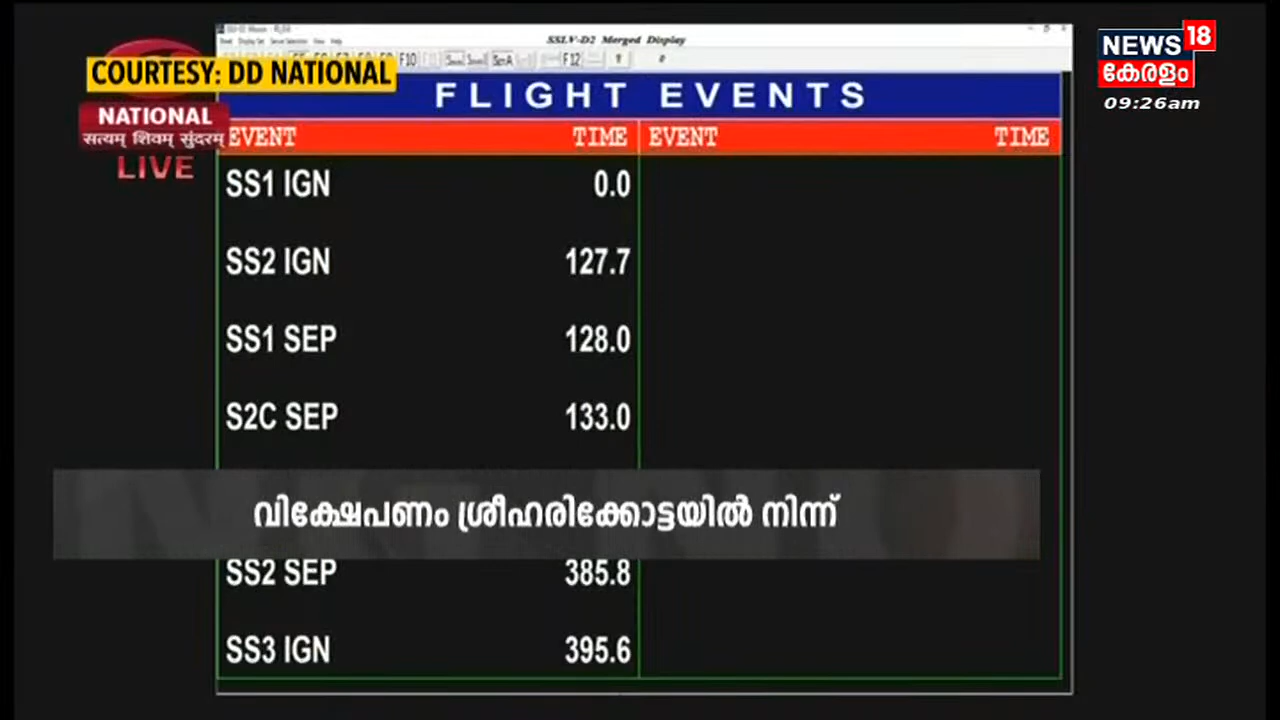 SSLV-D2 Merged Display
NEWS 18
കേരളം
09:26am
COURTESY: DD NATIONAL
F10
F12
FLIGHT EVENTS
NATIONAL
सत्यम् शिवम् सुंदरम्
LIVE
EVENT TIME EVENT TIME
SS1 IGN 0.0
SS2 IGN 127.7
SS1 SEP 128.0
S2C SEP 133.0
വിക്ഷേപണം ശ്രീഹരിക്കോട്ടയിൽ നിന്ന്
SS2 SEP 385.8
SS3 IGN 395.6